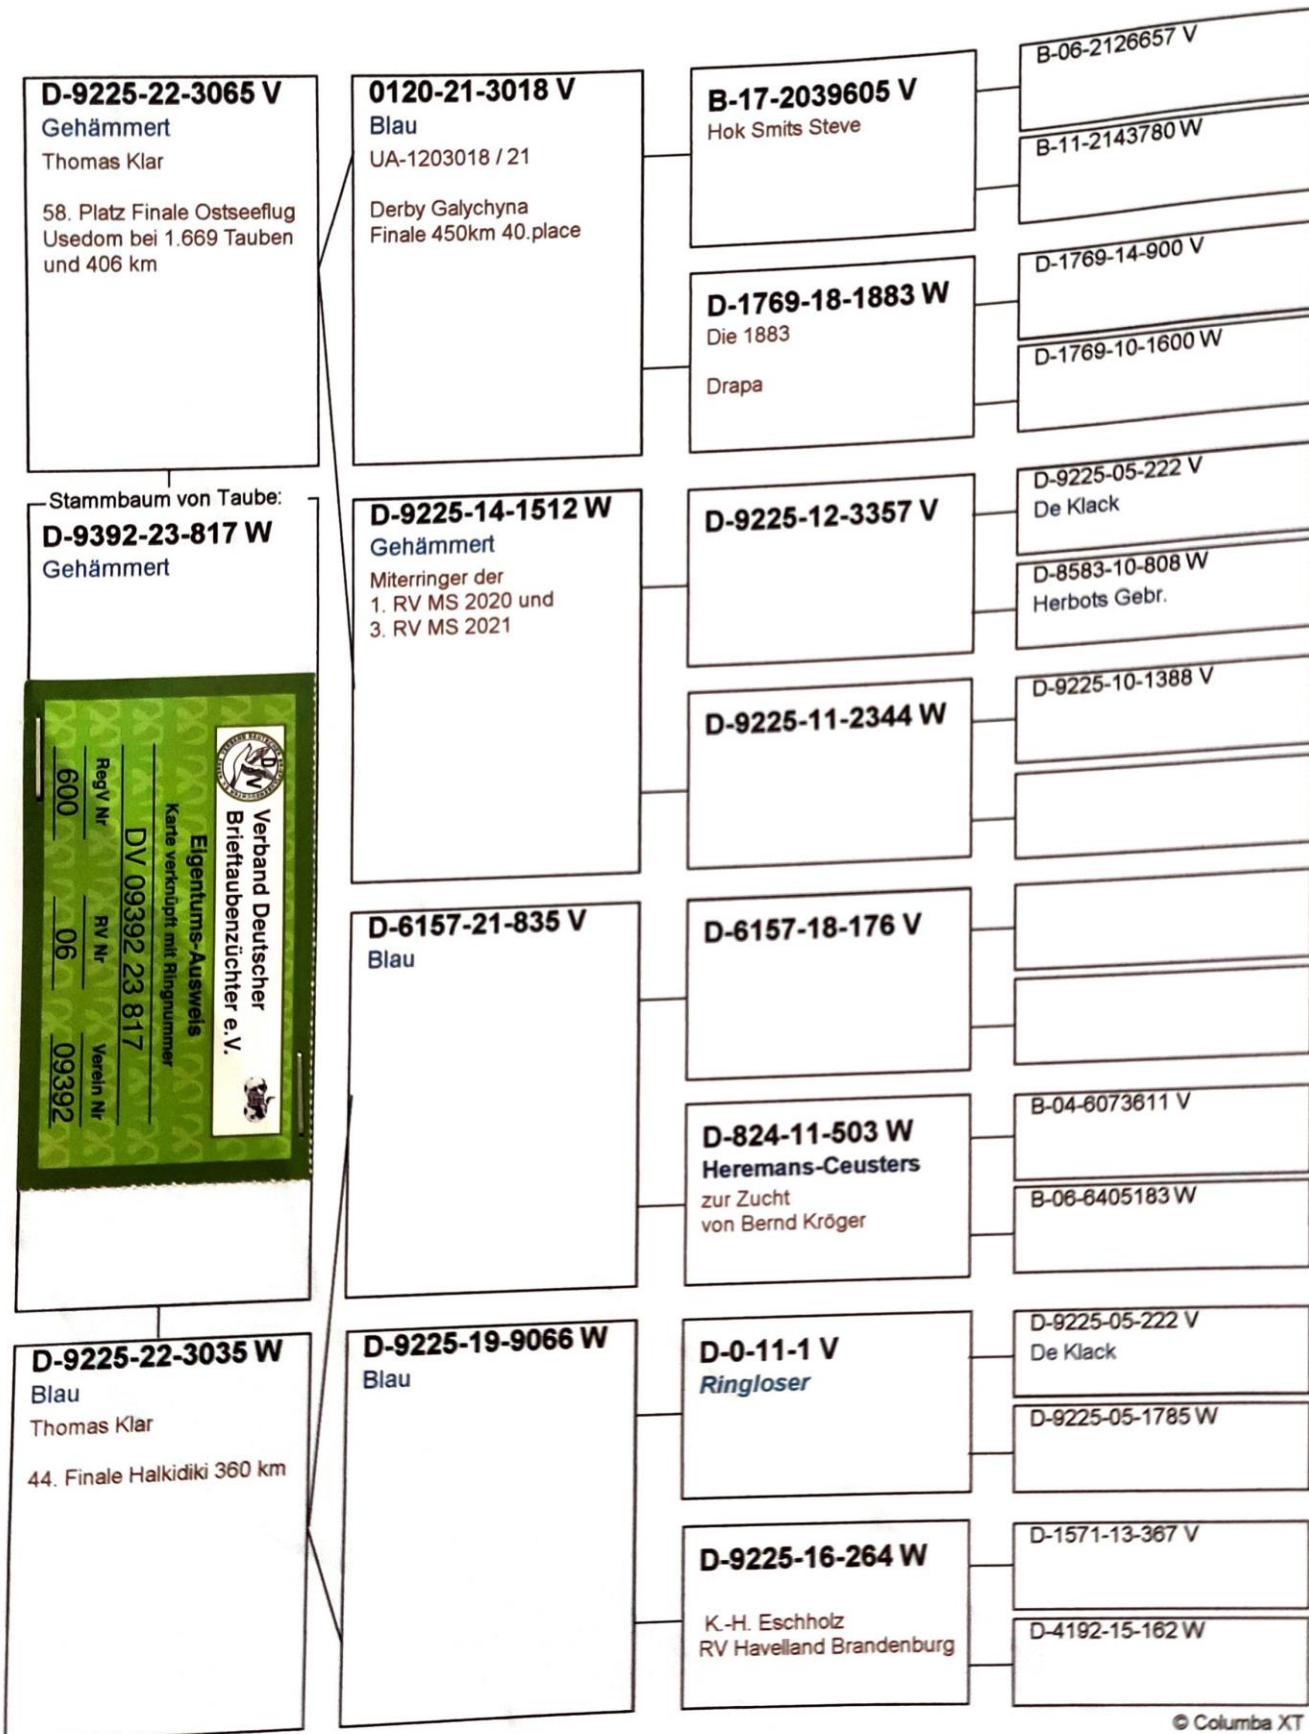 D-9225-22-3065 V
Gehämmert
Thomas Klar
58. Platz Finale Ostseeflug
Usedom bei 1.669 Tauben
und 406 km
Stammbaum von Taube:
D-9392-23-817 W
Gehämmert
Verband Deutscher
Brieftaubenzüchter e.V.
Eigentums-Ausweis
Karte verknüpft mit Ringnummer
DV 09392 23 817
RegV Nr RV Nr Verein Nr
600 06 09392
D-9225-22-3035 W
Blau
Thomas Klar
44. Finale Halkidiki 360 km
0120-21-3018 V
Blau
UA-1203018 / 21
Derby Galychyna
Finale 450km 40.place
D-9225-14-1512 W
Gehämmert
Miterringer der
1. RV MS 2020 und
3. RV MS 2021
D-6157-21-835 V
Blau
D-9225-19-9066 W
Blau
B-17-2039605 V
Hok Smits Steve
D-1769-18-1883 W
Die 1883
Drapa
D-9225-12-3357 V
D-9225-11-2344 W
D-6157-18-176 V
D-824-11-503 W
Heremans-Ceusters
zur Zucht
von Bernd Kröger
D-0-11-1 V
Ringloser
D-9225-16-264 W
K.-H. Eschholz
RV Havelland Brandenburg
B-06-2126657 V
B-11-2143780 W
D-1769-14-900 V
D-1769-10-1600 W
D-9225-05-222 V
De Klack
D-8583-10-808 W
Herbots Gebr.
D-9225-10-1388 V
B-04-6073611 V
B-06-6405183 W
D-9225-05-222 V
De Klack
D-9225-05-1785 W
D-1571-13-367 V
D-4192-15-162 W
© Columba XT